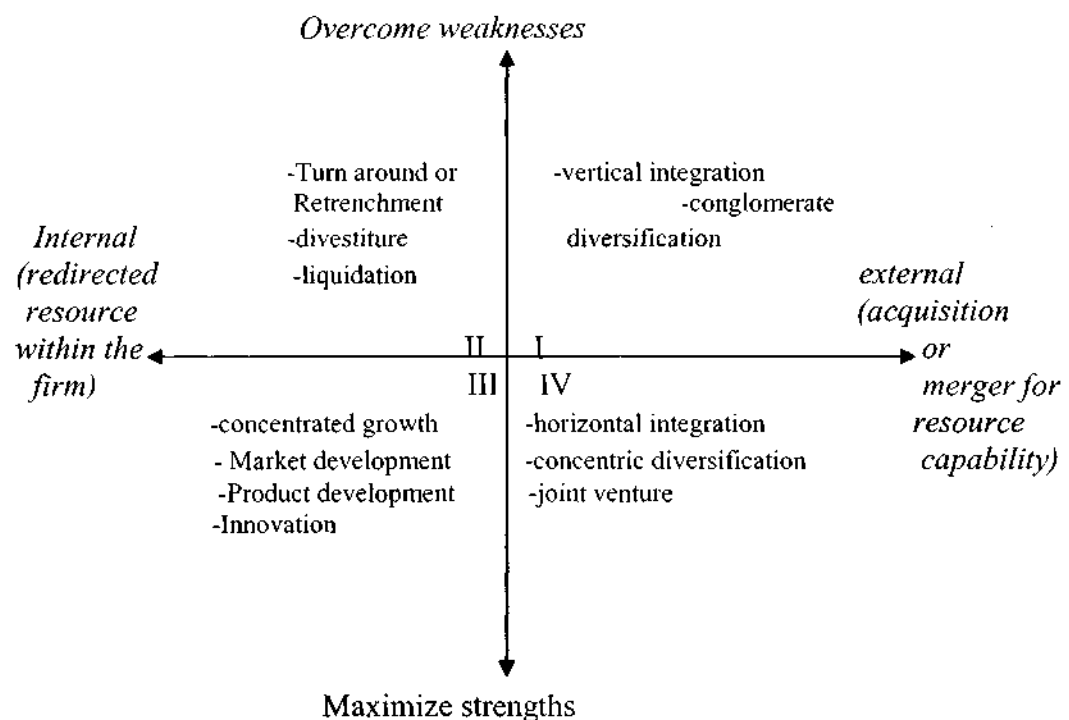 Overcome weaknesses
-Turn around or
Retrenchment
-divestiture
-liquidation
-vertical integration
-conglomerate
diversification
Internal
(redirected
resource
within the
firm)
external
(acquisition
or
merger for
resource
capability)
II
I
III
IV
-concentrated growth
- Market development
-Product development
-Innovation
-horizontal integration
-concentric diversification
-joint venture
Maximize strengths